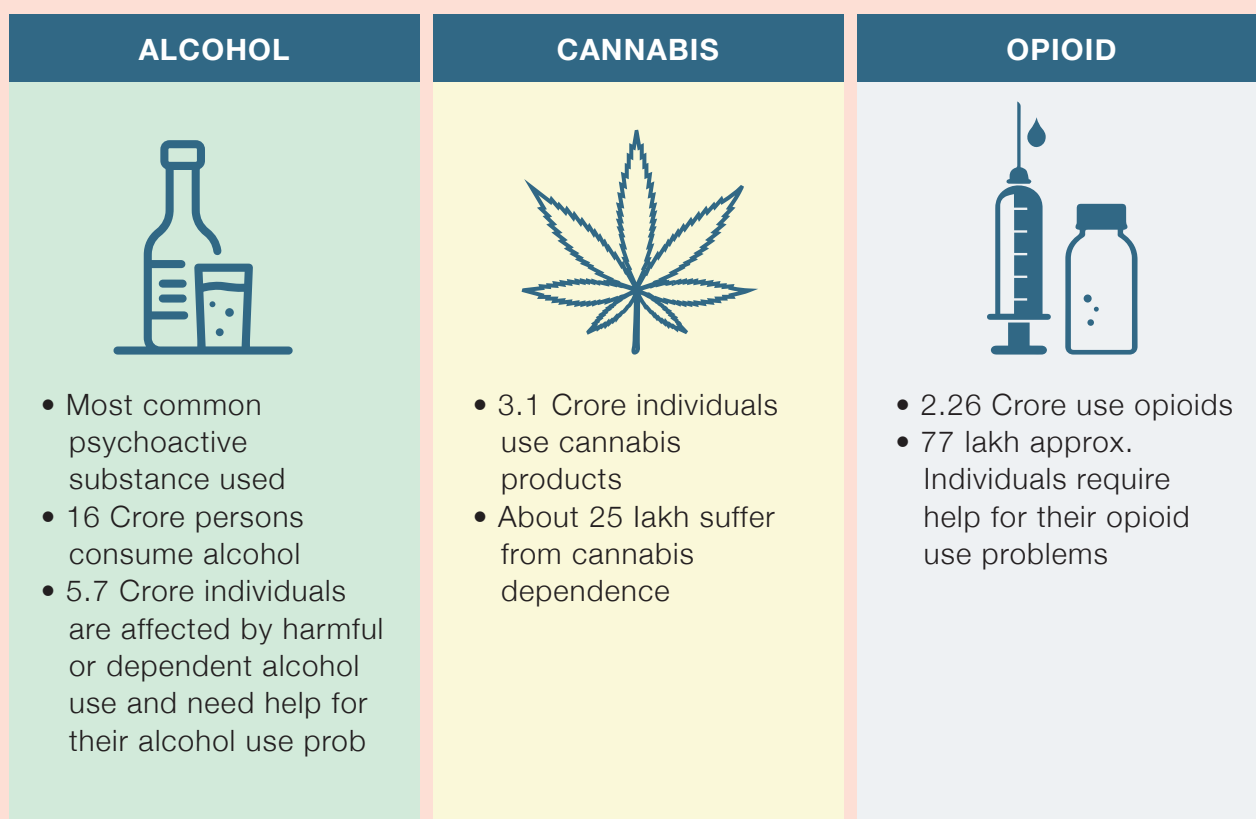 ALCOHOL
• Most common
psychoactive
substance used
• 16 Crore persons
consume alcohol
• 5.7 Crore individuals
are affected by harmful
or dependent alcohol
use and need help for
their alcohol use prob
CANNABIS
• 3.1 Crore individuals
use cannabis
products
• About 25 lakh suffer
from cannabis
dependence
OPIOID
• 2.26 Crore use opioids
• 77 lakh approx.
Individuals require
help for their opioid
use problems